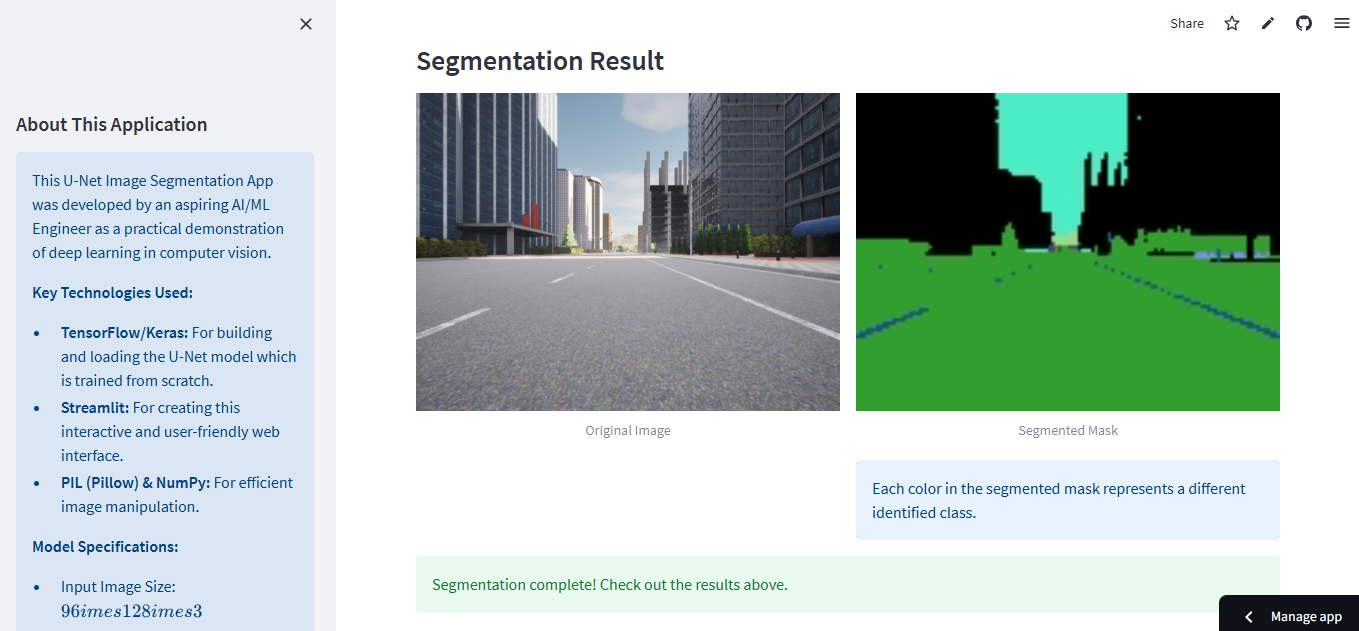 Share
Segmentation Result
About This Application
This U-Net Image Segmentation App
was developed by an aspiring AI/ML
Engineer as a practical demonstration
of deep learning in computer vision.
Key Technologies Used:
• TensorFlow/Keras: For building
and loading the U-Net model which
is trained from scratch.
• Streamlit: For creating this
interactive and user-friendly web
interface.
• PIL (Pillow) & NumPy: For efficient
image manipulation.
Model Specifications:
• Input Image Size:
96imes128imes3
Original Image
Segmented Mask
Each color in the segmented mask represents a different
identified class.
Segmentation complete! Check out the results above.
Manage app